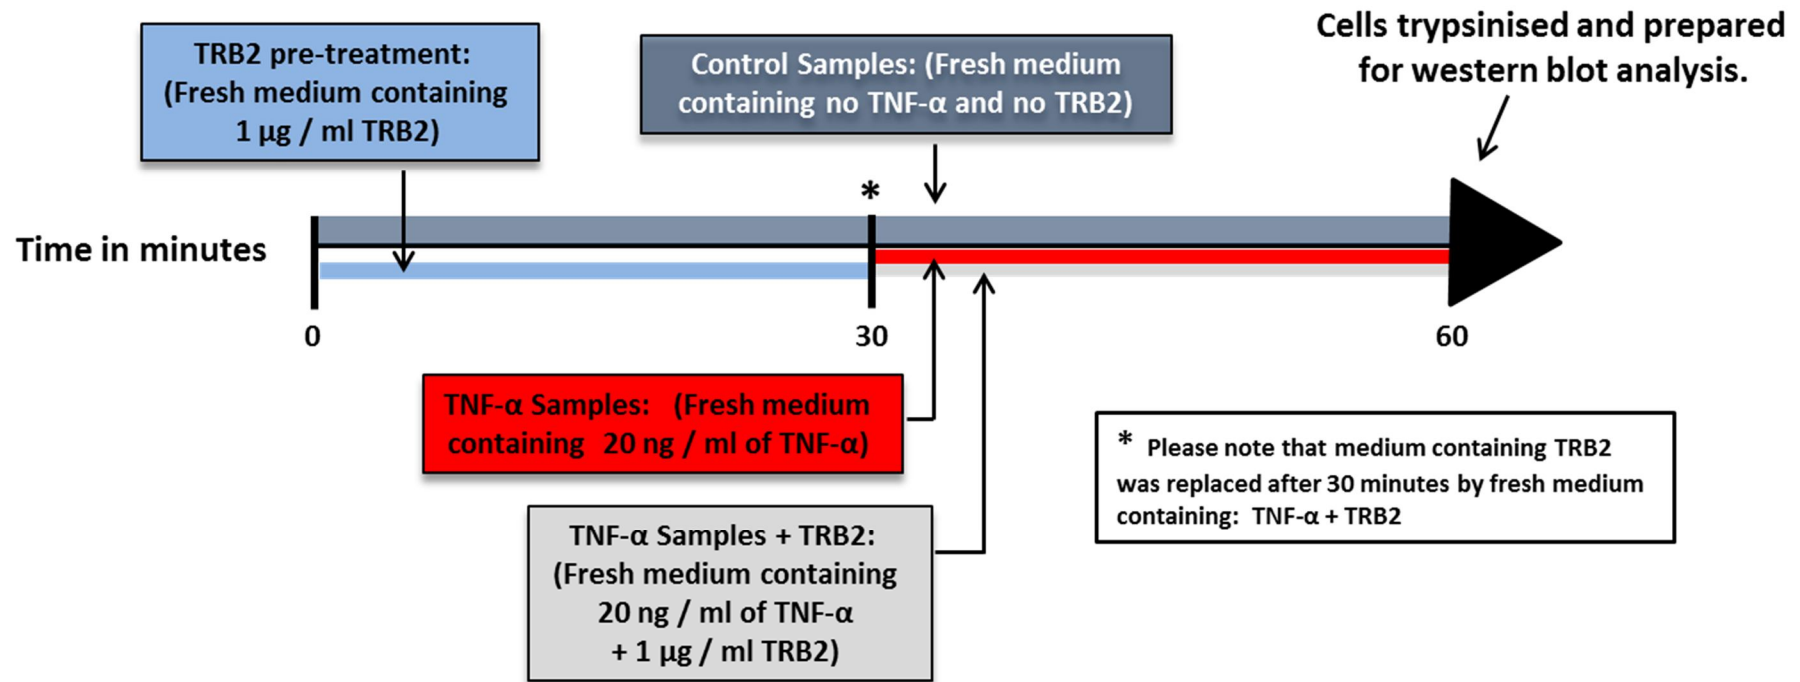 TRB2 pre-treatment:
(Fresh medium containing
1 µg / ml TRB2)
Control Samples: (Fresh medium
containing no TNF-α and no TRB2)
Cells trypsinised and prepared
for western blot analysis.
*
Time in minutes
0
30
60
TNF-α Samples: (Fresh medium
containing 20 ng / ml of TNF-α)
TNF-α Samples + TRB2:
(Fresh medium containing
20 ng / ml of TNF-α
+ 1 µg / ml TRB2)
* Please note that medium containing TRB2
was replaced after 30 minutes by fresh medium
containing: TNF-α + TRB2